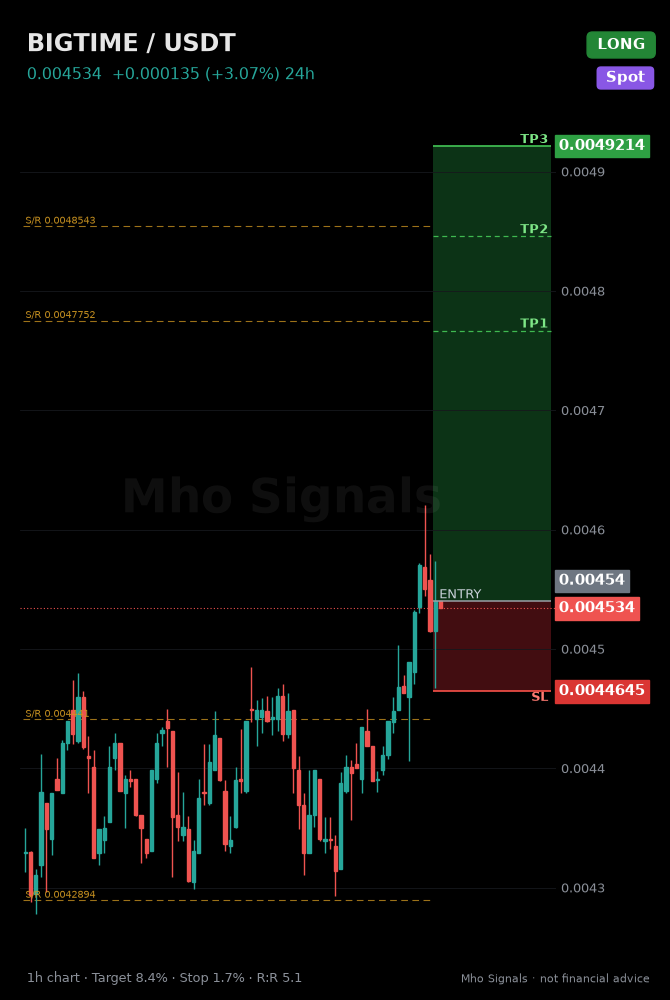 BIGTIME / USDT
LONG
0.004534 +0.000135 (+3.07%) 24h
Spot
TP3
0.0049214
0.0049
S/R 0.0048543
TP2
0.0048
S/R 0.0047752
TP1
0.0047
Mho Signals
0.0046
0.00454
ENTRY
0.004534
0.0045
0.0044645
SL
0.0044
0.0043
S/R 0.0042894
1h chart · Target 8.4% · Stop 1.7% · R:R 5.1
Mho Signals · not financial advice